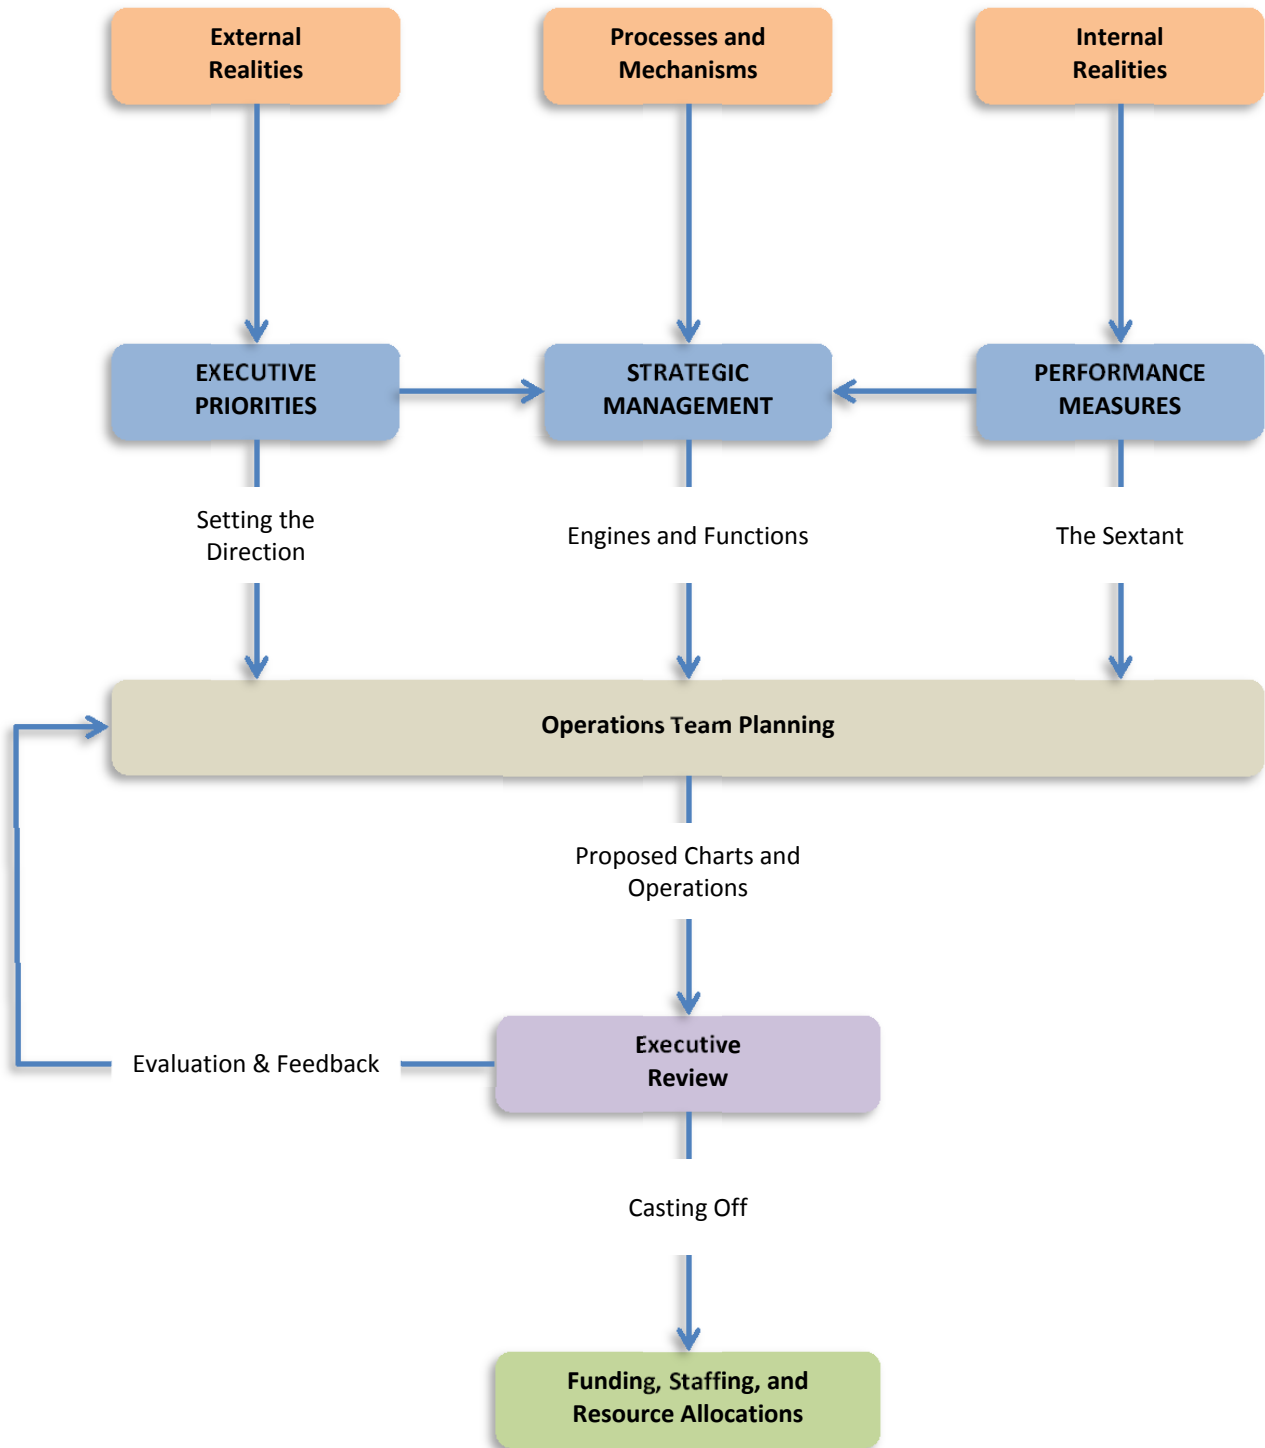 External
Realities
Processes and
Mechanisms
Internal
Realities
EXECUTIVE
PRIORITIES
STRATEGIC
MANAGEMENT
PERFORMANCE
MEASURES
Setting the
Direction
Engines and Functions
The Sextant
Operations Team Planning
Proposed Charts and
Operations
Executive
Review
Evaluation & Feedback
Casting Off
Funding, Staffing, and
Resource Allocations